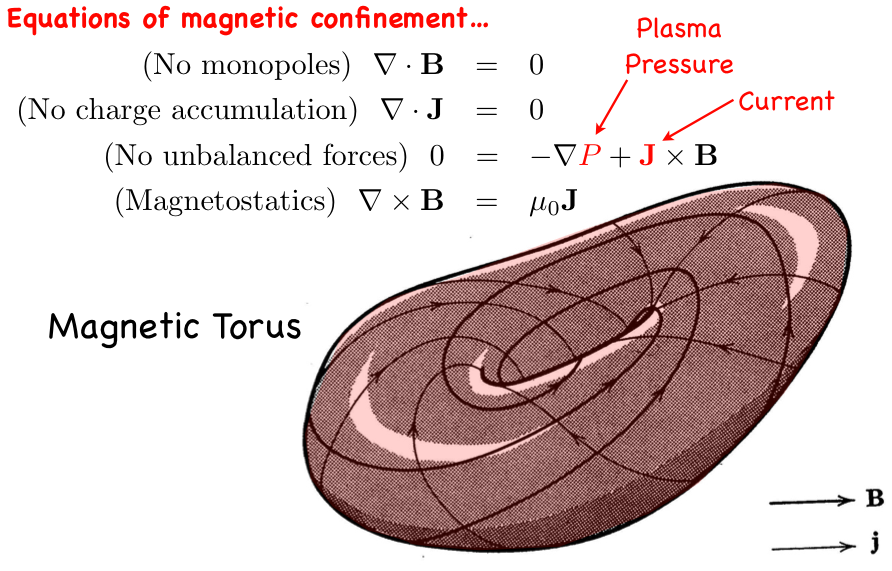 Equations of magnetic confinement...
Plasma
Pressure
Current
(No monopoles) ∇ · B = 0
(No charge accumulation) ∇ · J = 0
(No unbalanced forces) 0 = −∇P + J × B
(Magnetostatics) ∇ × B = μ₀J
Magnetic Torus
B
j